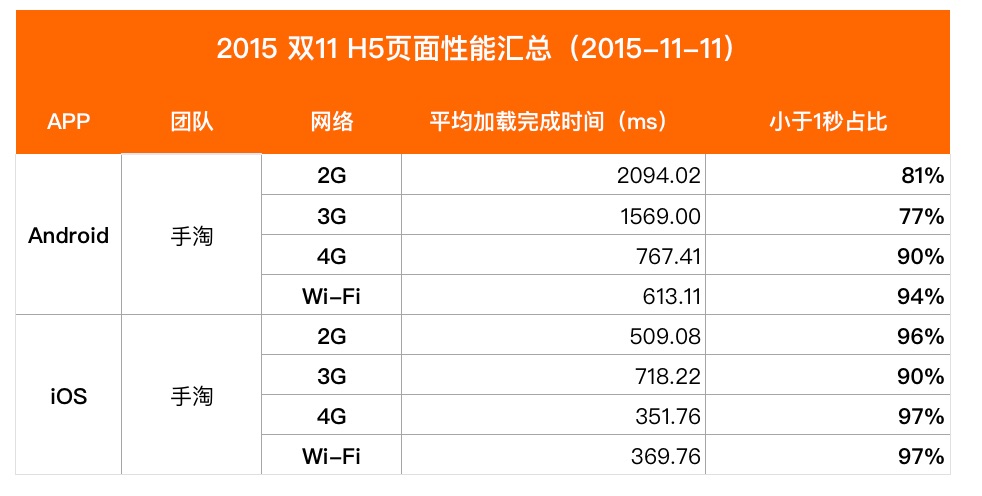 2015 双11 H5页面性能汇总（2015-11-11）
APP 团队 网络 平均加载完成时间（ms） 小于1秒占比
Android 手淘 2G 2094.02 81%
3G 1569.00 77%
4G 767.41 90%
Wi-Fi 613.11 94%
iOS 手淘 2G 509.08 96%
3G 718.22 90%
4G 351.76 97%
Wi-Fi 369.76 97%